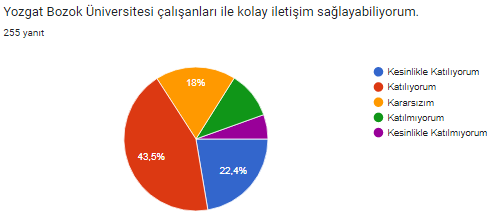 Yozgat Bozok Üniversitesi çalışanları ile kolay iletişim sağlayabiliyorum.
255 yanıt
Kesinlikle Katılıyorum
Katılıyorum
Kararsızım
Katılmıyorum
Kesinlikle Katılmıyorum
18%
43,5%
22,4%